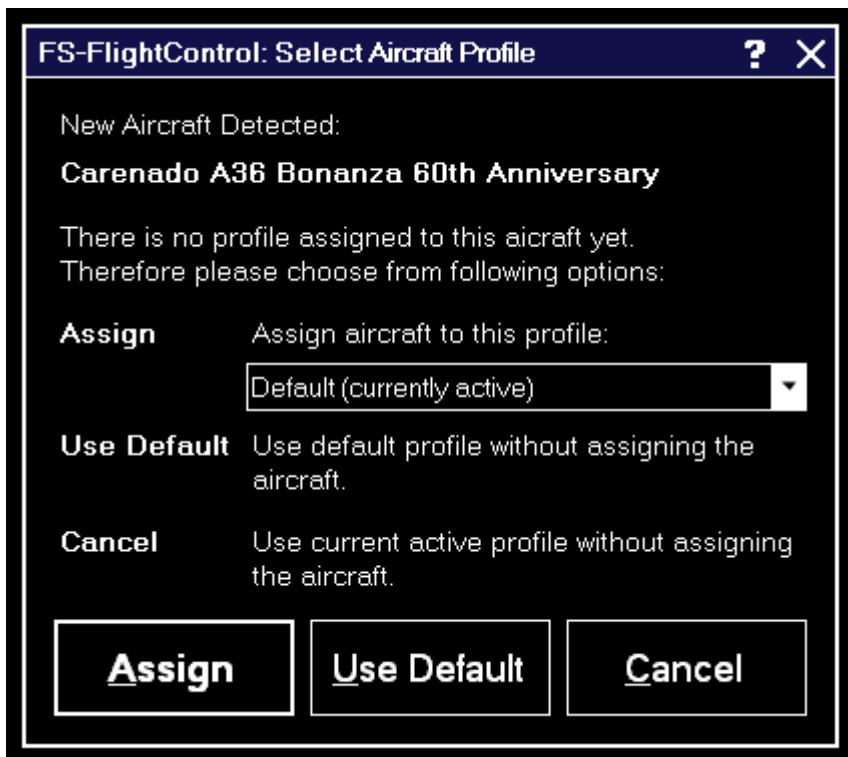 FS-FlightControl: Select Aircraft Profile ? X
New Aircraft Detected:
Carenado A36 Bonanza 60th Anniversary
There is no profile assigned to this aicraft yet.
Therefore please choose from following options:
Assign Assign aircraft to this profile:
Default (currently active)
Use Default Use default profile without assigning the
aircraft.
Cancel Use current active profile without assigning
the aircraft.
Assign Use Default Cancel